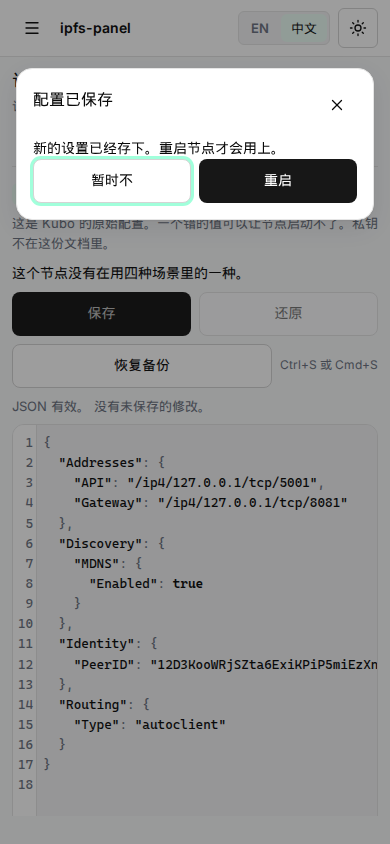 ipfs-panel
EN 中文
配置已保存
新的设置已经存下。重启节点才会用上。
暂时不 重启
这是 Kubo 的原始配置。一个错的值可以让节点启动不了。私钥
不在这份文档里。
这个节点没有在用四种场景里的一种。
保存 还原
恢复备份 Ctrl+S 或 Cmd+S
JSON 有效。 没有未保存的修改。
1 {
2 "Addresses": {
3 "API": "/ip4/127.0.0.1/tcp/5001",
4 "Gateway": "/ip4/127.0.0.1/tcp/8081"
5 },
6 "Discovery": {
7 "MDNS": {
8 "Enabled": true
9 }
10 },
11 "Identity": {
12 "PeerID": "12D3KooWRjSZta6ExiKPiP5miEzXn
13 },
14 "Routing": {
15 "Type": "autoclient"
16 }
17 }
18